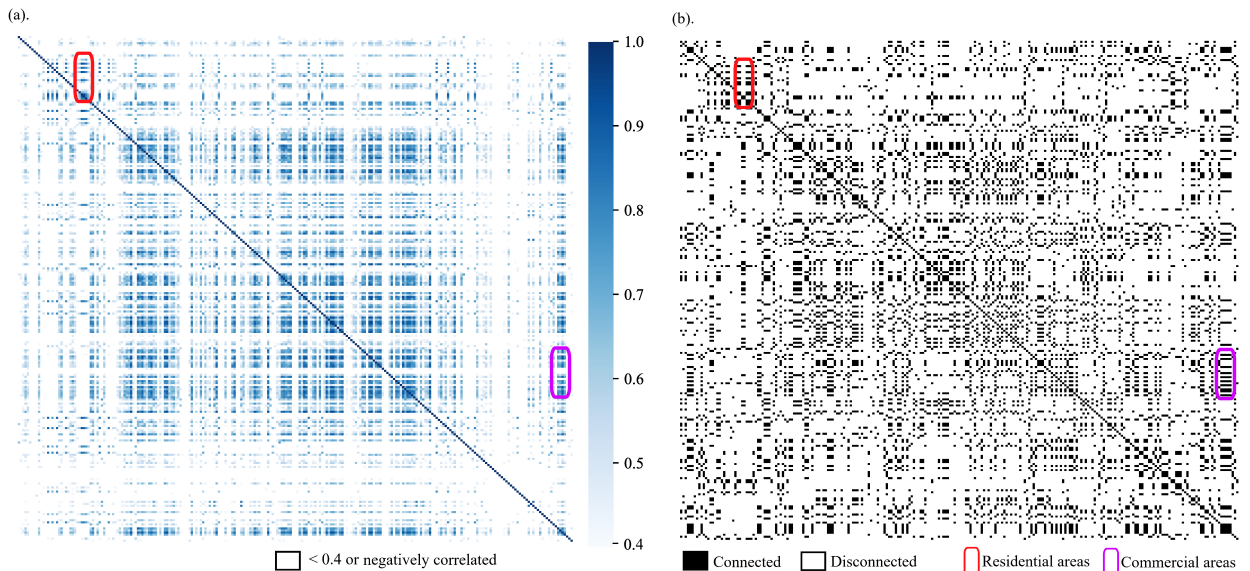 (a).
(b).
1.0
0.9
0.8
0.7
0.6
0.5
0.4
< 0.4 or negatively correlated
Connected
Disconnected
Residential areas
Commercial areas